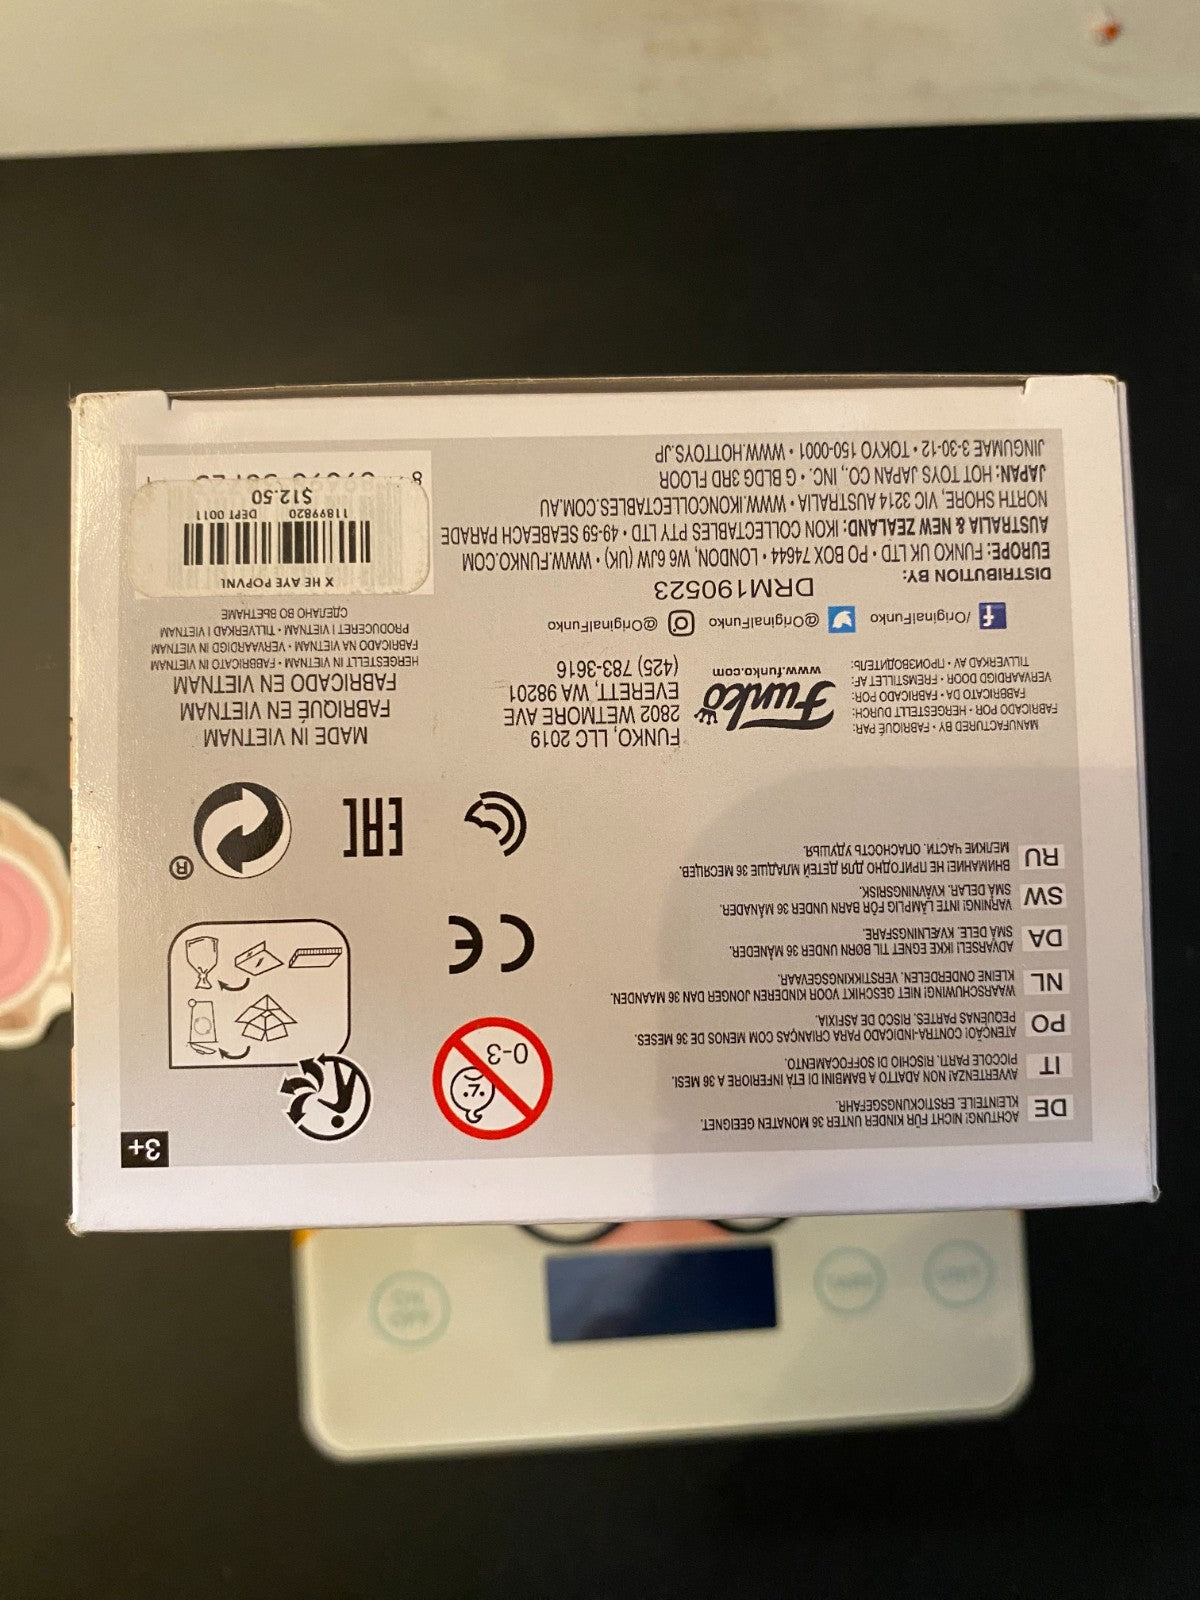 3+
DE
ACHTUNG! NICHT FÜR KINDER UNTER 36 MONATEN GEEIGNET.
KLEINTEILE. ERSTICKUNGSGEFAHR.
IT
AVVERTENZA! NON ADATTO A BAMBINI DI ETÀ INFERIORE A 36 MESI.
PICCOLE PARTI. RISCHIO DI SOFFOCAMENTO.
PO
ATENÇÃO! CONTRA-INDICADO PARA CRIANÇAS COM MENOS DE 36 MESES.
PEQUENAS PARTES. RISCO DE ASFIXIA.
NL
WAARSCHUWING! NIET GESCHIKT VOOR KINDEREN JONGER DAN 36 MAANDEN.
KLEINE ONDERDELEN. VERSTIKKINGSGEVAAR.
DA
ADVARSEL! IKKE EGNET TIL BØRN UNDER 36 MÅNEDER.
SMÅ DELE. KVÆLNINGSFARE.
SW
VARNING! INTE LÄMPLIG FÖR BARN UNDER 36 MÅNADER.
SMÅ DELAR. KVÄVNINGSRISK.
RU
ВНИМАНИЕ! НЕ ПРИГОДНО ДЛЯ ДЕТЕЙ МЛАДШЕ 36 МЕСЯЦЕВ.
МЕЛКИЕ ЧАСТИ. ОПАСНОСТЬ УДУШЬЯ.
0-3
CE
EAC
®
MANUFACTURED BY • FABRIQUÉ PAR:
FABRICADO POR • HERGESTELLT DURCH:
FABBRICATO DA • FABRICADO POR:
VERVAARDIGD DOOR • FREMSTILLET AF:
TILLVERKAD AV • ПРОИЗВОДИТЕЛЬ:
Funko
www.funko.com
FUNKO, LLC 2019
2802 WETMORE AVE
EVERETT, WA 98201
(425) 783-3616
/OriginalFunko
@OriginalFunko
@OriginalFunko
DRM190523
DISTRIBUTION BY:
EUROPE: FUNKO UK LTD • PO BOX 74644 • LONDON, W6 6JW (UK) • WWW.FUNKO.COM
AUSTRALIA & NEW ZEALAND: IKON COLLECTABLES PTY LTD • 49-59 SEABEACH PARADE
NORTH SHORE, VIC 3214 AUSTRALIA • WWW.IKONCOLLECTABLES.COM.AU
JAPAN: HOT TOYS JAPAN CO., INC. • G BLDG 3RD FLOOR
JINGUMAE 3-30-12 • TOKYO 150-0001 • WWW.HOTTOYS.JP
MADE IN VIETNAM
FABRIQUÉ EN VIETNAM
FABRICADO EN VIETNAM
HERGESTELLT IN VIETNAM • FABBRICATO IN VIETNAM
FABRICADO NA VIETNAM • VERVAARDIGD IN VIETNAM
PRODUCERET I VIETNAM • TILLVERKAD I VIETNAM
СДЕЛАНО ВО ВЬЕТНАМЕ
X HE AYE POPVNL
11899820 DEPT 0011
$12.50